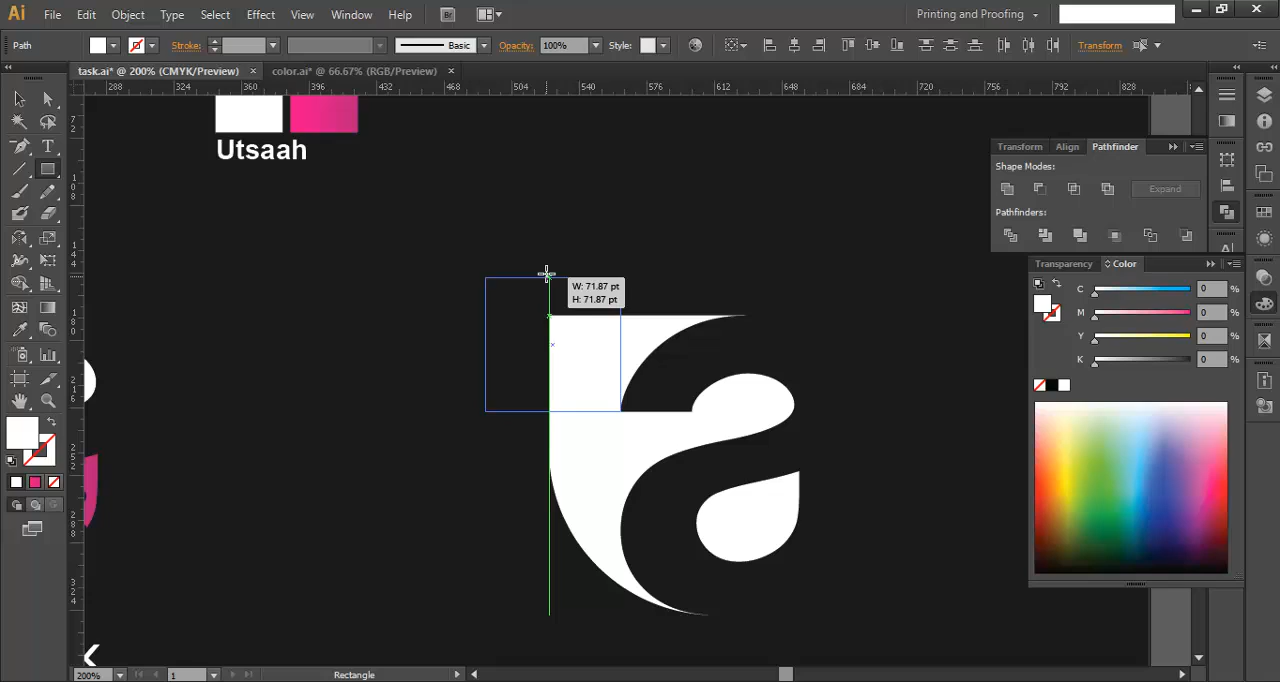 Ai File Edit Object Type Select Effect View Window Help Br Printing and Proofing
Path Stroke: Basic Opacity: 100% Style: Transform
task.ai* @ 200% (CMYK/Preview) × color.ai* @ 66.67% (RGB/Preview) ×
288 324 360 396 432 468 504 540 576 612 648 684 720 756 792 828
Utsaah
Transform Align Pathfinder
Shape Modes:
Expand
Pathfinders:
W: 71.87 pt
H: 71.87 pt
Transparency Color
C 0 %
M 0 %
Y 0 %
K 0 %
ta
200% 1 Rectangle